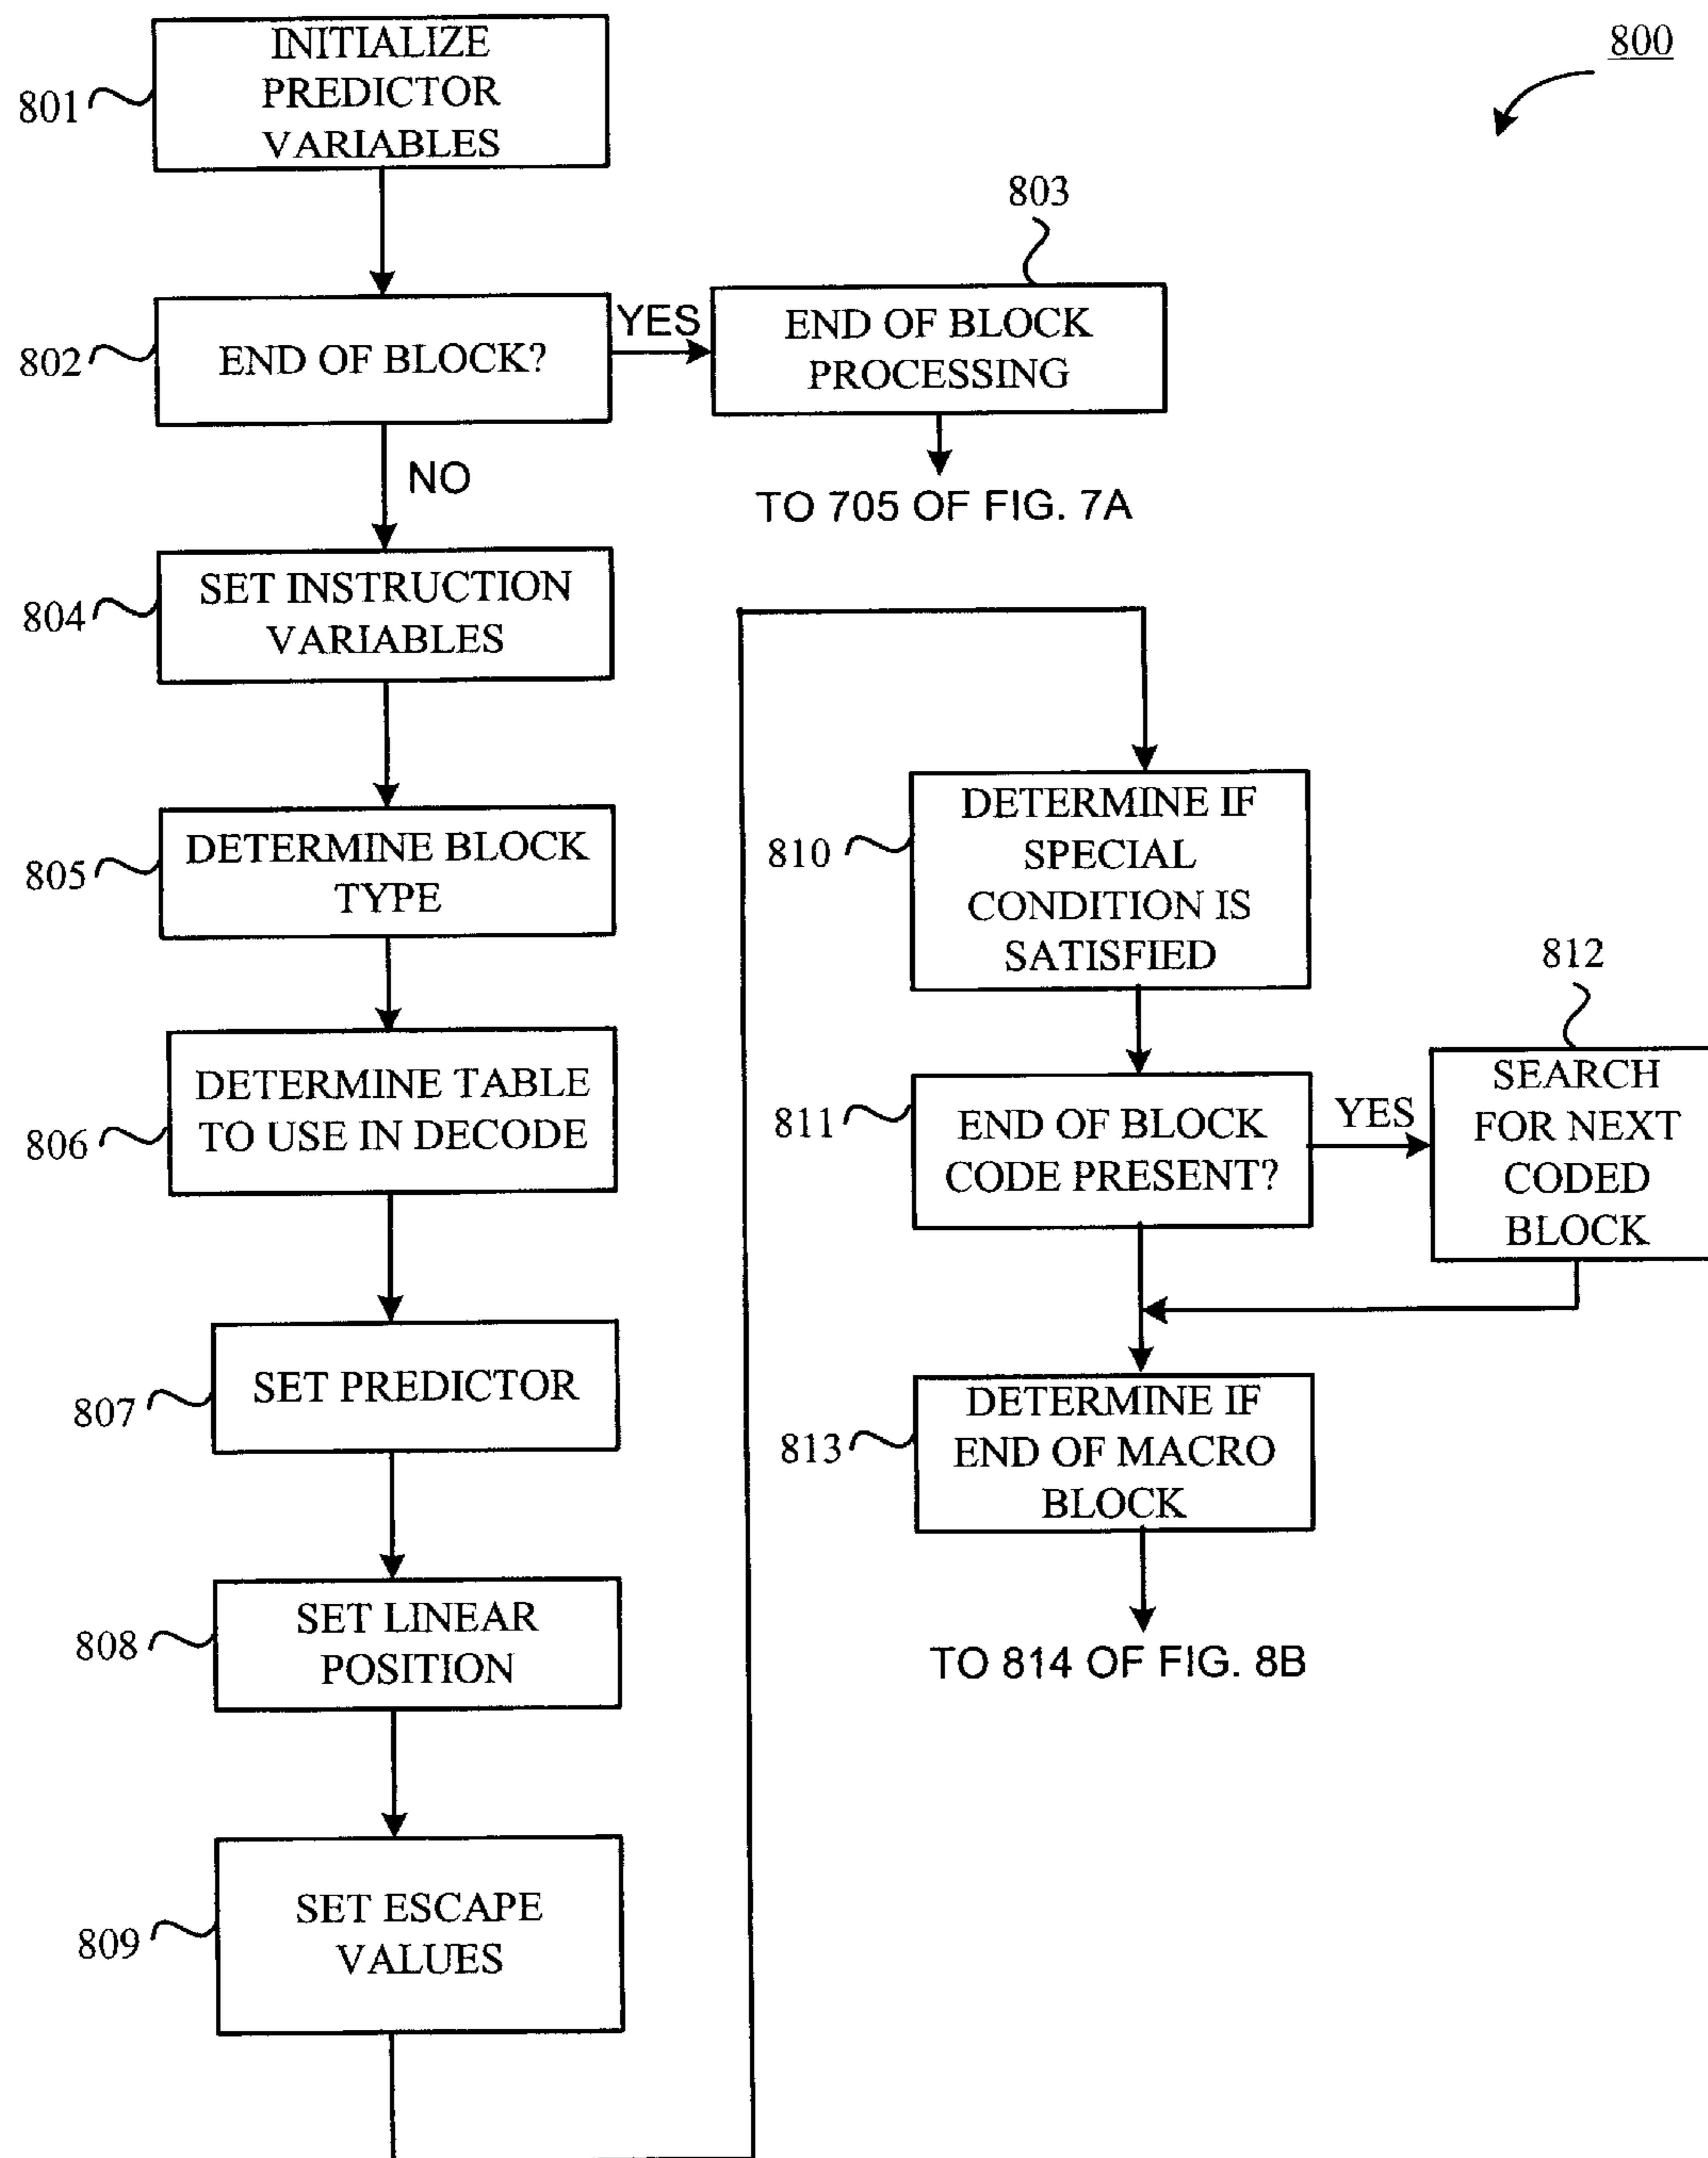 800
801
INITIALIZE
PREDICTOR
VARIABLES
802
END OF BLOCK?
YES
803
END OF BLOCK
PROCESSING
TO 705 OF FIG. 7A
NO
804
SET INSTRUCTION
VARIABLES
805
DETERMINE BLOCK
TYPE
806
DETERMINE TABLE
TO USE IN DECODE
807
SET PREDICTOR
808
SET LINEAR
POSITION
809
SET ESCAPE
VALUES
810
DETERMINE IF
SPECIAL
CONDITION IS
SATISFIED
811
END OF BLOCK
CODE PRESENT?
YES
812
SEARCH
FOR NEXT
CODED
BLOCK
813
DETERMINE IF
END OF MACRO
BLOCK
TO 814 OF FIG. 8B